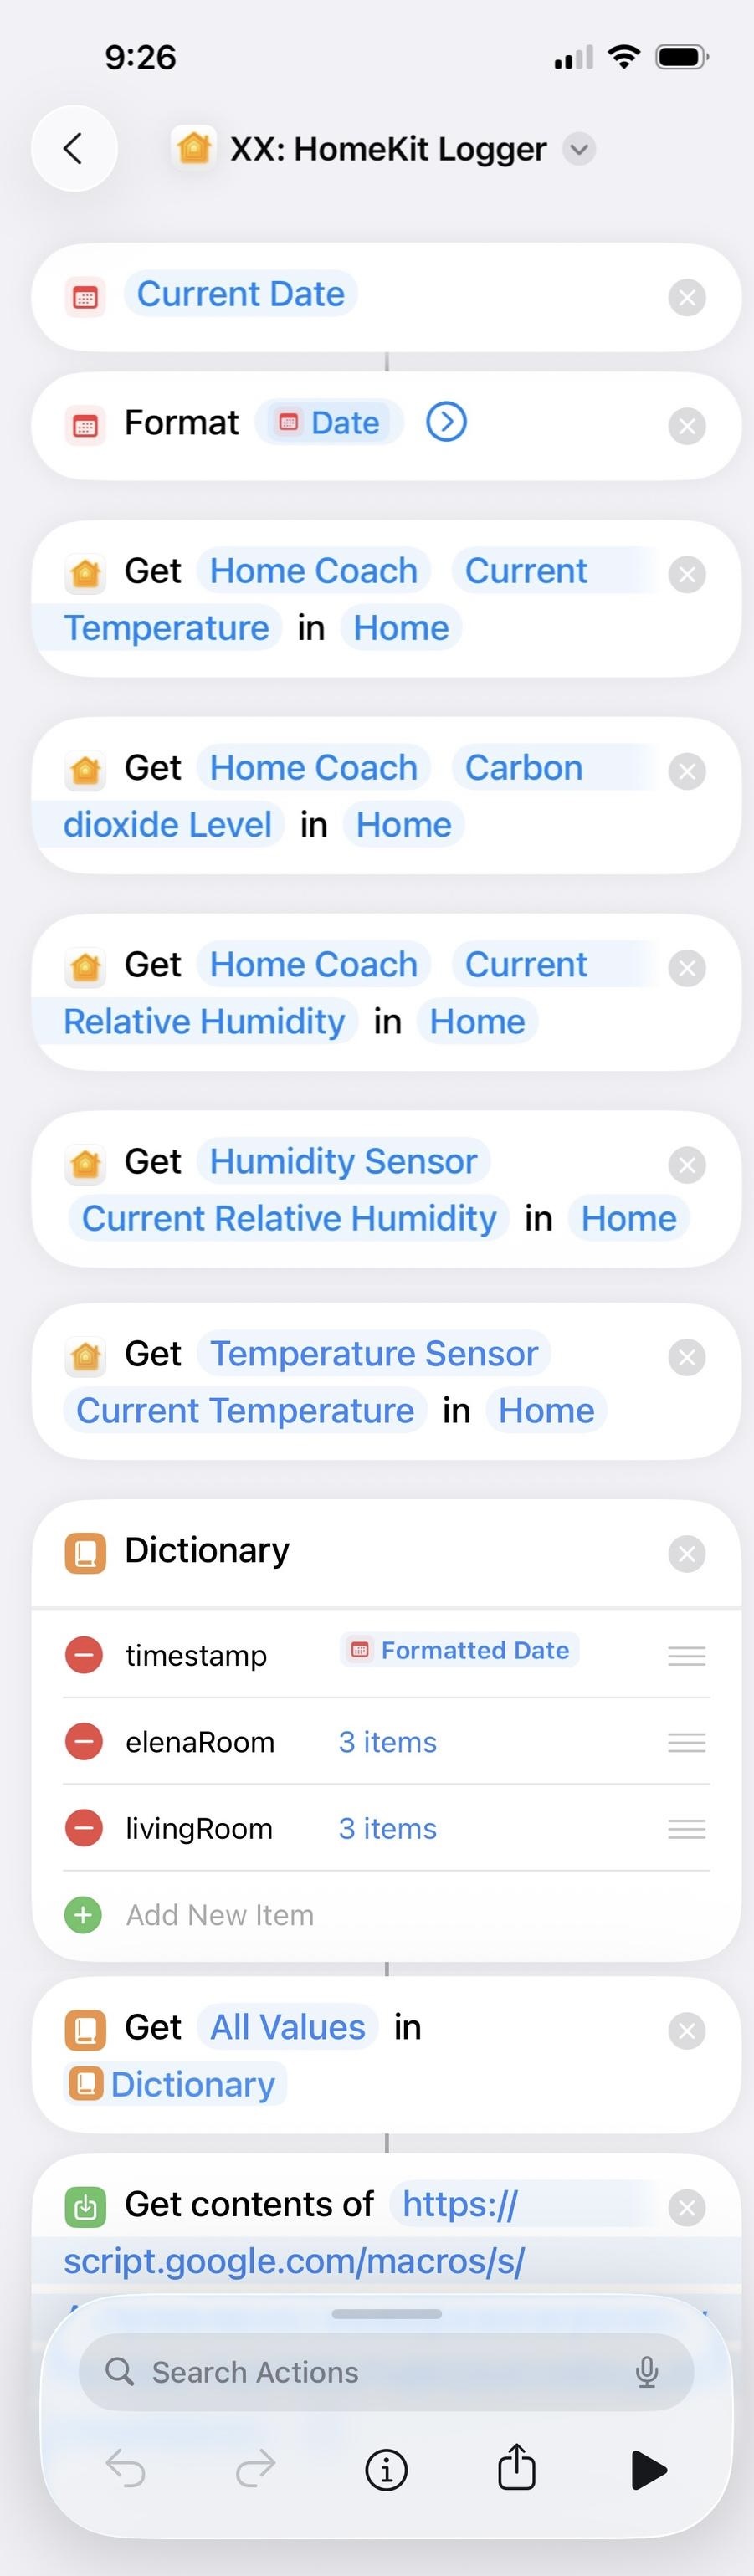 9:26
XX: HomeKit Logger
Current Date
Format Date
Get Home Coach Current
Temperature in Home
Get Home Coach Carbon
dioxide Level in Home
Get Home Coach Current
Relative Humidity in Home
Get Humidity Sensor
Current Relative Humidity in Home
Get Temperature Sensor
Current Temperature in Home
Dictionary
timestamp Formatted Date
elenaRoom 3 items
livingRoom 3 items
Add New Item
Get All Values in
Dictionary
Get contents of https://
script.google.com/macros/s/
Search Actions